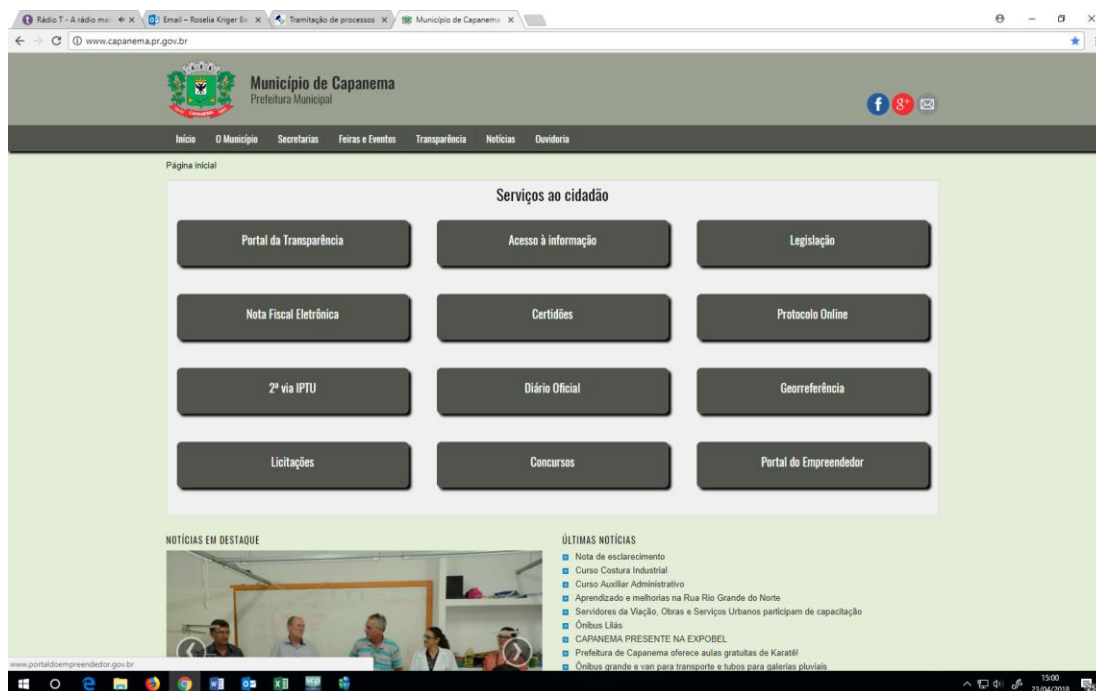 Rádio T - A rádio mai
Email – Roselia Kriger Be
Tramitação de processos
Município de Capanema
www.capanema.pr.gov.br
CAPANEMA
Município de Capanema
Prefeitura Municipal
f 8+
Início O Município Secretarias Feiras e Eventos Transparência Notícias Ouvidoria
Página inicial
Serviços ao cidadão
Portal da Transparência Acesso à informação Legislação
Nota Fiscal Eletrônica Certidões Protocolo Online
2ª via IPTU Diário Oficial Georreferência
Licitações Concursos Portal do Empreendedor
NOTÍCIAS EM DESTAQUE
ÚLTIMAS NOTÍCIAS
Nota de esclarecimento
Curso Costura Industrial
Curso Auxiliar Administrativo
Aprendizado e melhorias na Rua Rio Grande do Norte
Servidores da Viação, Obras e Serviços Urbanos participam de capacitação
Ônibus Lilás
CAPANEMA PRESENTE NA EXPOBEL
Prefeitura de Capanema oferece aulas gratuitas de Karatê!
Ônibus grande e van para transporte e tubos para galerias pluviais
www.portaldoempreendedor.gov.br
15:00
23/04/2018